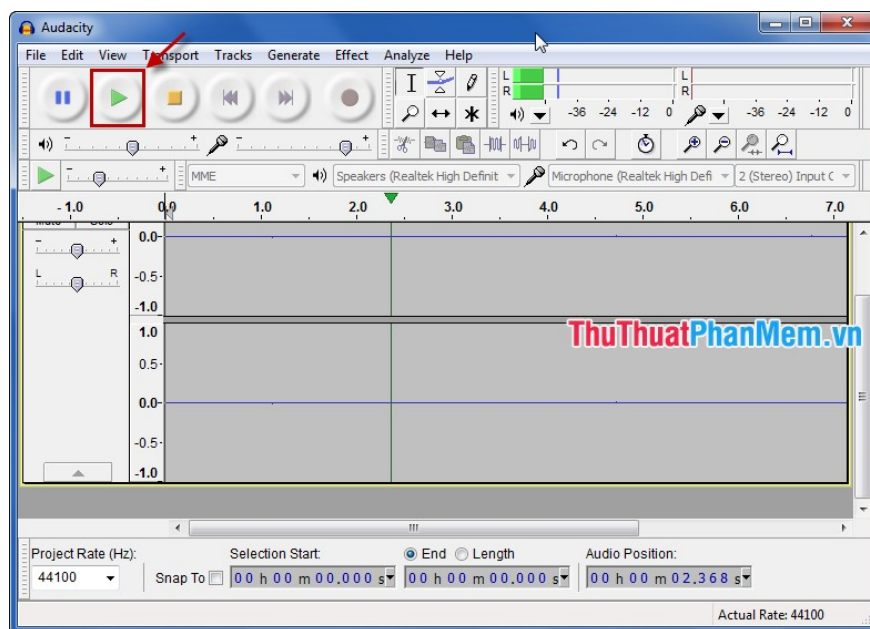 Audacity
File Edit View Transport Tracks Generate Effect Analyze Help
L
R
-36 -24 -12 0
L
R
-36 -24 -12 0
- +
- +
- +
MME
Speakers (Realtek High Definit
Microphone (Realtek High Defi
2 (Stereo) Input C
-1.0 0.0 1.0 2.0 3.0 4.0 5.0 6.0 7.0
- +
L R
0.0
-0.5
-1.0
1.0
0.5
0.0
-0.5
-1.0
ThuThuatPhanMem.vn
Project Rate (Hz):
44100
Snap To
Selection Start:
00 h 00 m 00.000 s
End Length
00 h 00 m 00.000 s
Audio Position:
00 h 00 m 02.368 s
Actual Rate: 44100